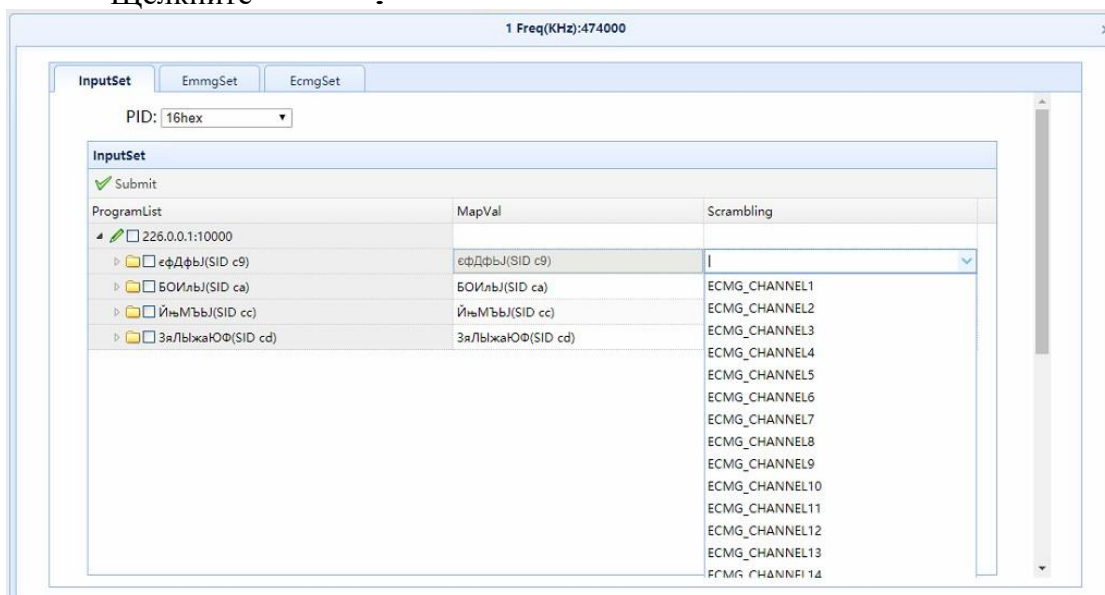 Щелкните
1 Freq(KHz):474000
InputSet EmmgSet EcmgSet
PID: 16hex
InputSet
Submit
ProgramList MapVal Scrambling
226.0.0.1:10000
єфДфЬЈ(SID c9) єфДфЬЈ(SID c9)
БОИльЈ(SID ca) БОИльЈ(SID ca) ECMG_CHANNEL1
ЙњМЪЬЈ(SID cc) ЙњМЪЬЈ(SID cc) ECMG_CHANNEL2
ЗяЛЫжаЮФ(SID cd) ЗяЛЫжаЮФ(SID cd) ECMG_CHANNEL3
ECMG_CHANNEL4
ECMG_CHANNEL5
ECMG_CHANNEL6
ECMG_CHANNEL7
ECMG_CHANNEL8
ECMG_CHANNEL9
ECMG_CHANNEL10
ECMG_CHANNEL11
ECMG_CHANNEL12
ECMG_CHANNEL13
ECMG_CHANNEL14